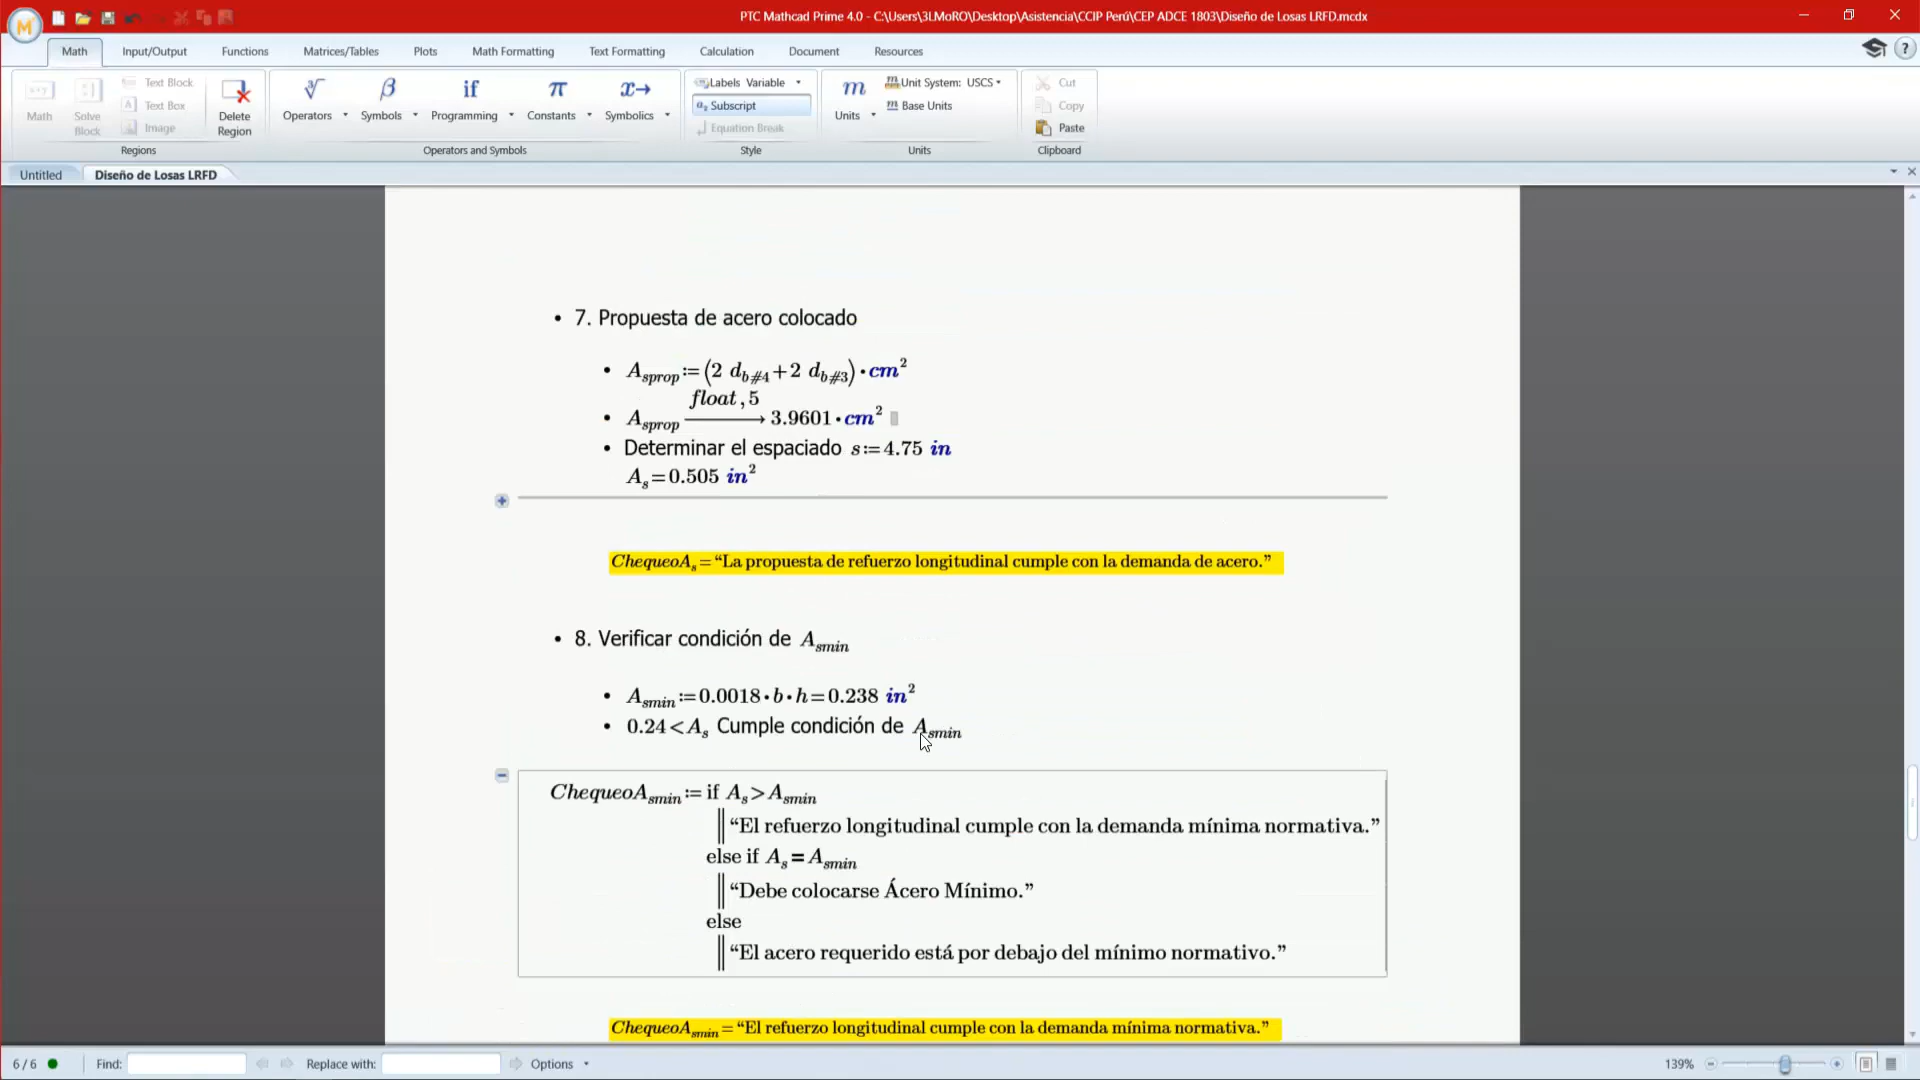 PTC Mathcad Prime 4.0 - C:\Users\3LMoRO\Desktop\Asistencia\CCIP Perú\CEP ADCE 1803\Diseño de Losas LRFD.mcdx
Math Input/Output Functions Matrices/Tables Plots Math Formatting Text Formatting Calculation Document Resources
Math
Solve Block
Text Block
Text Box
Image
Delete Region
Regions
Operators
Symbols
if
Programming
π
Constants
Symbolics
Operators and Symbols
Labels Variable
Subscript
Equation Break
Style
Units
Unit System: USCS
Base Units
Units
Cut
Copy
Paste
Clipboard
Untitled Diseño de Losas LRFD
• 7. Propuesta de acero colocado
• A_sprop := (2 d_b#4 + 2 d_b#3) · cm²
float, 5
• A_sprop → 3.9601 · cm²
• Determinar el espaciado s := 4.75 in
A_s = 0.505 in²
ChequeoA_s = “La propuesta de refuerzo longitudinal cumple con la demanda de acero.”
• 8. Verificar condición de A_smin
• A_smin := 0.0018 · b · h = 0.238 in²
• 0.24 < A_s Cumple condición de A_smin
ChequeoA_smin := if A_s > A_smin
“El refuerzo longitudinal cumple con la demanda mínima normativa.”
else if A_s = A_smin
“Debe colocarse Ácero Mínimo.”
else
“El acero requerido está por debajo del mínimo normativo.”
ChequeoA_smin = “El refuerzo longitudinal cumple con la demanda mínima normativa.”
6 / 6 Find: Replace with: Options 139%